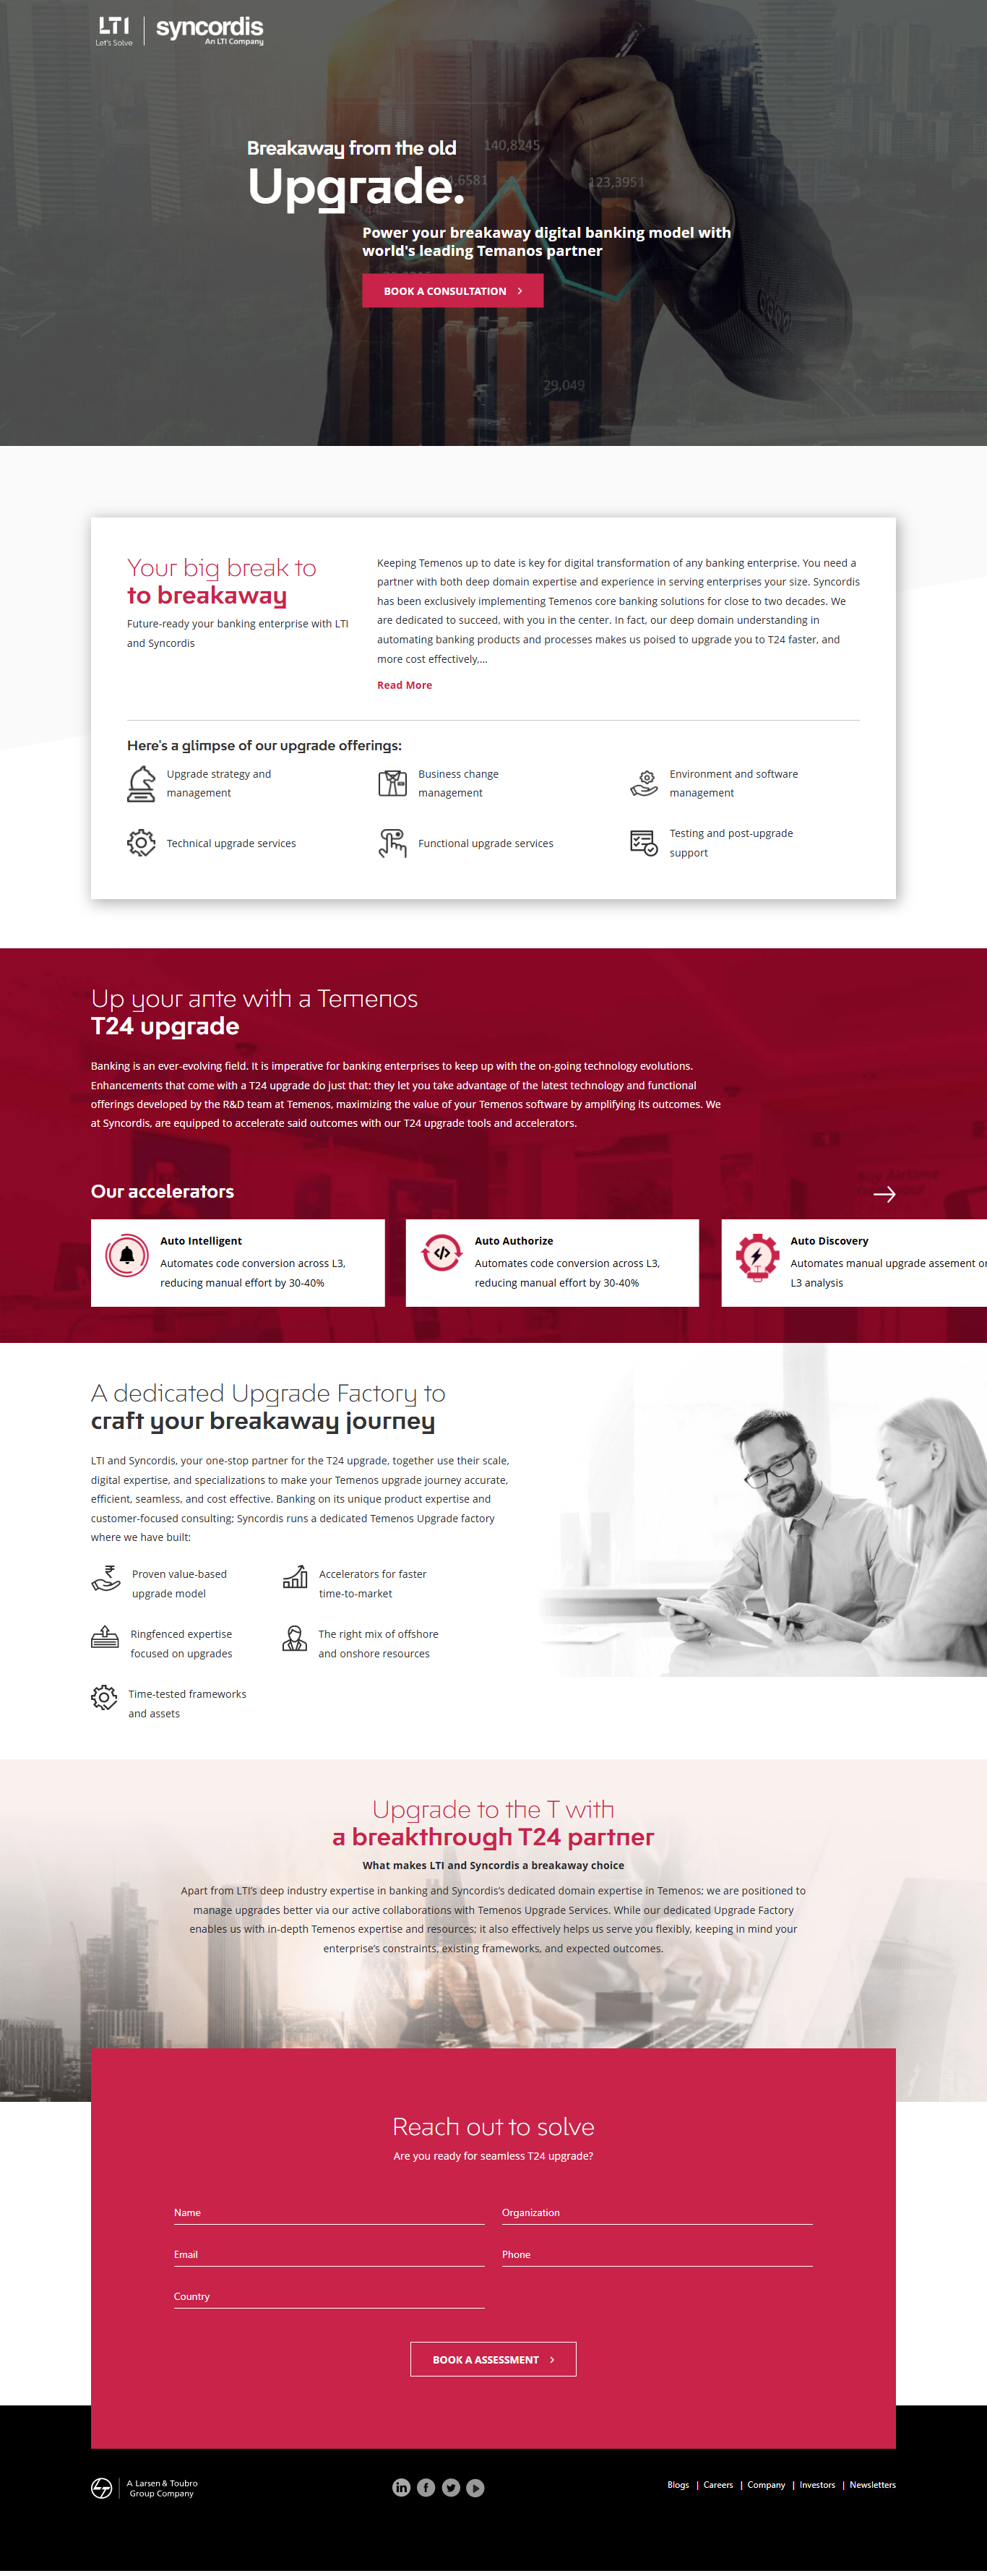 LTI
Let's Solve
syncordis
An LTI Company
Breakaway from the old
Upgrade.
140,8245
,6581
123,3951
29,049
Power your breakaway digital banking model with
world's leading Temanos partner
BOOK A CONSULTATION
Your big break to
to breakaway
Future-ready your banking enterprise with LTI
and Syncordis
Keeping Temenos up to date is key for digital transformation of any banking enterprise. You need a
partner with both deep domain expertise and experience in serving enterprises your size. Syncordis
has been exclusively implementing Temenos core banking solutions for close to two decades. We
are dedicated to succeed, with you in the center. In fact, our deep domain understanding in
automating banking products and processes makes us poised to upgrade you to T24 faster, and
more cost effectively,...
Read More
Here's a glimpse of our upgrade offerings:
Upgrade strategy and
management
Business change
management
Environment and software
management
Technical upgrade services
Functional upgrade services
Testing and post-upgrade
support
Up your ante with a Temenos
T24 upgrade
Banking is an ever-evolving field. It is imperative for banking enterprises to keep up with the on-going technology evolutions.
Enhancements that come with a T24 upgrade do just that: they let you take advantage of the latest technology and functional
offerings developed by the R&D team at Temenos, maximizing the value of your Temenos software by amplifying its outcomes. We
at Syncordis, are equipped to accelerate said outcomes with our T24 upgrade tools and accelerators.
Our accelerators
Auto Intelligent
Automates code conversion across L3,
reducing manual effort by 30-40%
Auto Authorize
Automates code conversion across L3,
reducing manual effort by 30-40%
Auto Discovery
Automates manual upgrade assement or
L3 analysis
A dedicated Upgrade Factory to
craft your breakaway journey
LTI and Syncordis, your one-stop partner for the T24 upgrade, together use their scale,
digital expertise, and specializations to make your Temenos upgrade journey accurate,
efficient, seamless, and cost effective. Banking on its unique product expertise and
customer-focused consulting; Syncordis runs a dedicated Temenos Upgrade factory
where we have built:
Proven value-based
upgrade model
Accelerators for faster
time-to-market
Ringfenced expertise
focused on upgrades
The right mix of offshore
and onshore resources
Time-tested frameworks
and assets
Upgrade to the T with
a breakthrough T24 partner
What makes LTI and Syncordis a breakaway choice
Apart from LTI's deep industry expertise in banking and Syncordis's dedicated domain expertise in Temenos; we are positioned to
manage upgrades better via our active collaborations with Temenos Upgrade Services. While our dedicated Upgrade Factory
enables us with in-depth Temenos expertise and resources; it also effectively helps us serve you flexibly, keeping in mind your
enterprise's constraints, existing frameworks, and expected outcomes.
Reach out to solve
Are you ready for seamless T24 upgrade?
Name
Organization
Email
Phone
Country
BOOK A ASSESSMENT
A Larsen & Toubro
Group Company
Blogs | Careers | Company | Investors | Newsletters